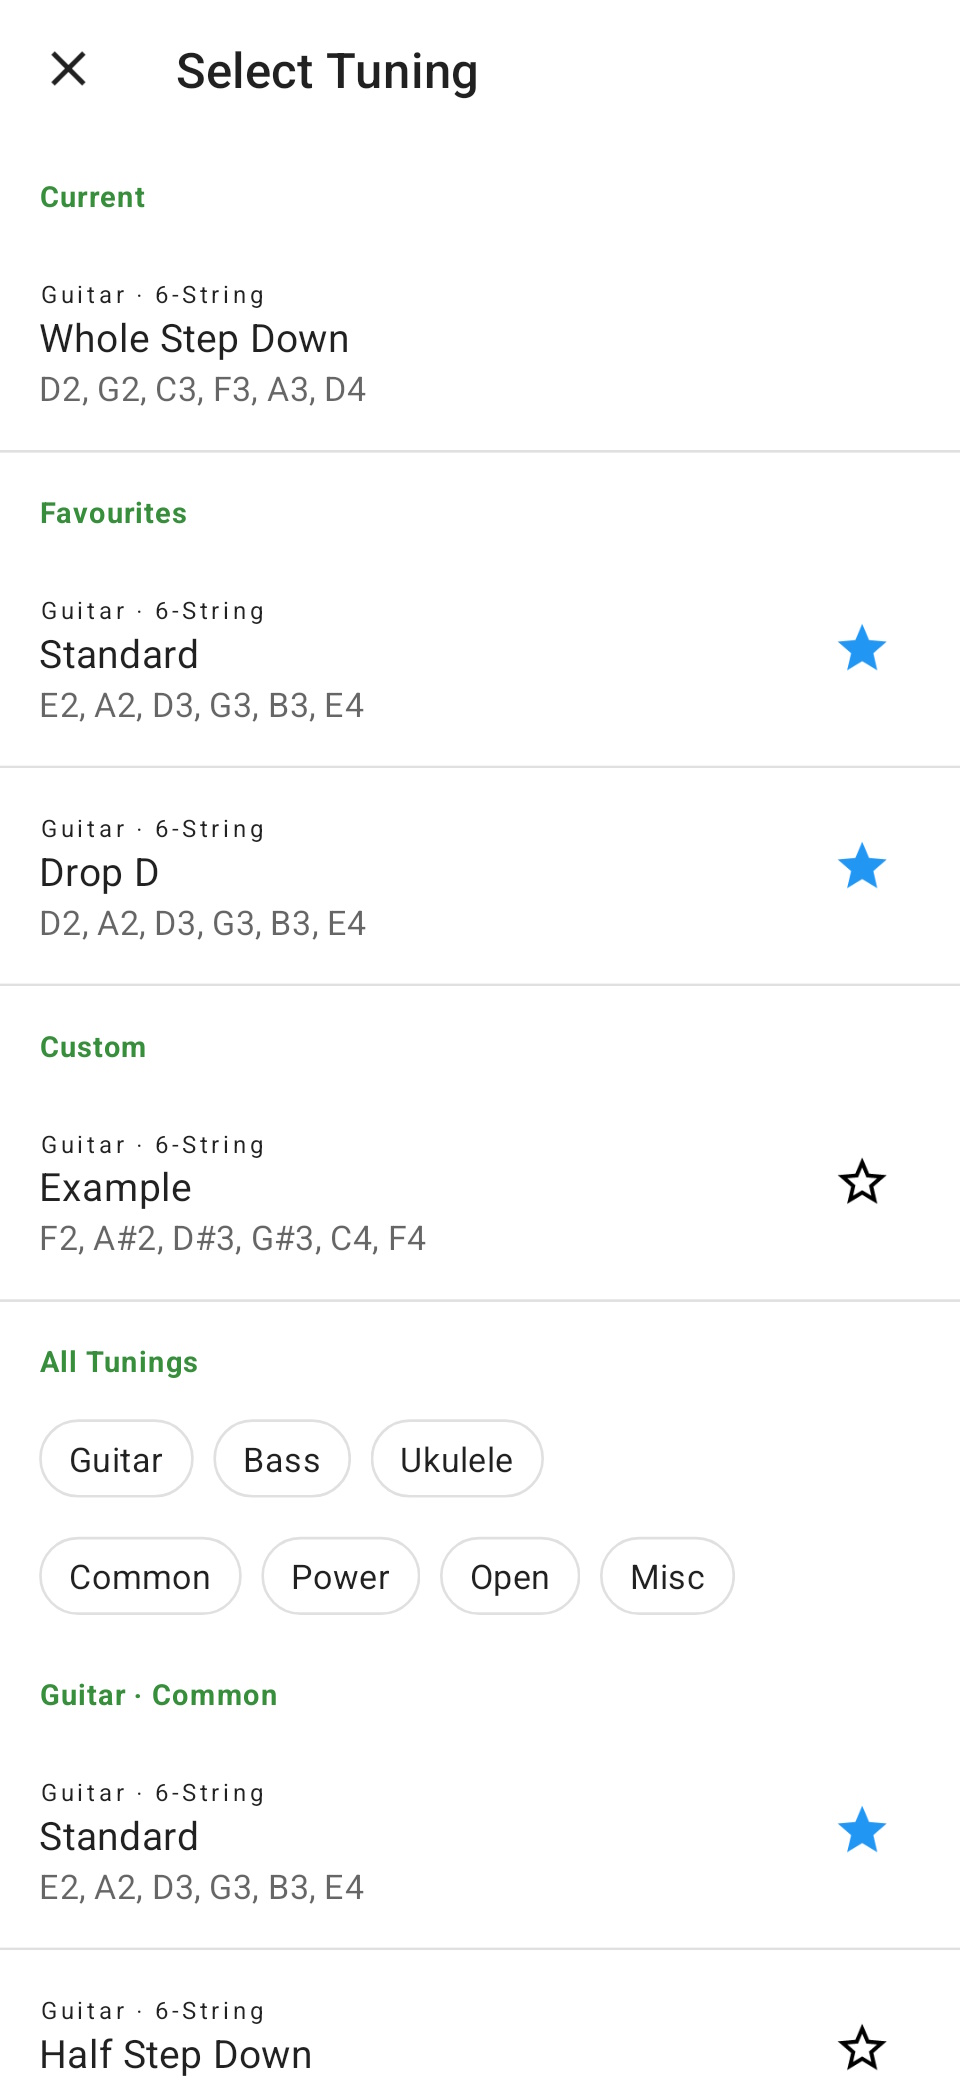 Select Tuning
Current
Guitar · 6-String
Whole Step Down
D2, G2, C3, F3, A3, D4
Favourites
Guitar · 6-String
Standard
E2, A2, D3, G3, B3, E4
Guitar · 6-String
Drop D
D2, A2, D3, G3, B3, E4
Custom
Guitar · 6-String
Example
F2, A#2, D#3, G#3, C4, F4
All Tunings
Guitar Bass Ukulele
Common Power Open Misc
Guitar · Common
Guitar · 6-String
Standard
E2, A2, D3, G3, B3, E4
Guitar · 6-String
Half Step Down